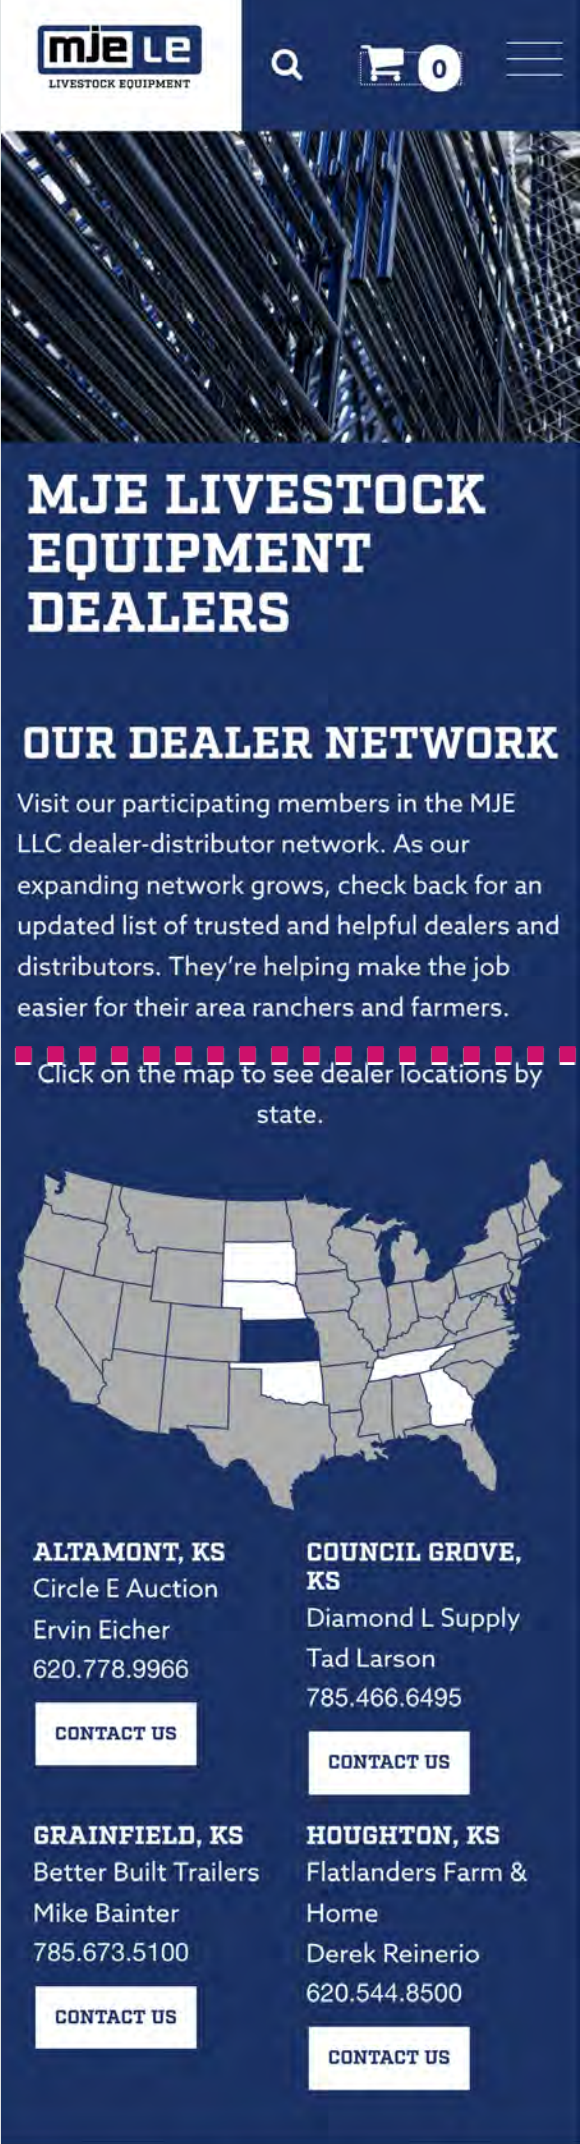 mje LE
LIVESTOCK EQUIPMENT
0
MJE LIVESTOCK
EQUIPMENT
DEALERS
OUR DEALER NETWORK
Visit our participating members in the MJE
LLC dealer-distributor network. As our
expanding network grows, check back for an
updated list of trusted and helpful dealers and
distributors. They're helping make the job
easier for their area ranchers and farmers.
Click on the map to see dealer locations by
state.
ALTAMONT, KS
Circle E Auction
Ervin Eicher
620.778.9966
CONTACT US
COUNCIL GROVE,
KS
Diamond L Supply
Tad Larson
785.466.6495
CONTACT US
GRAINFIELD, KS
Better Built Trailers
Mike Bainter
785.673.5100
CONTACT US
HOUGHTON, KS
Flatlanders Farm &
Home
Derek Reinerio
620.544.8500
CONTACT US